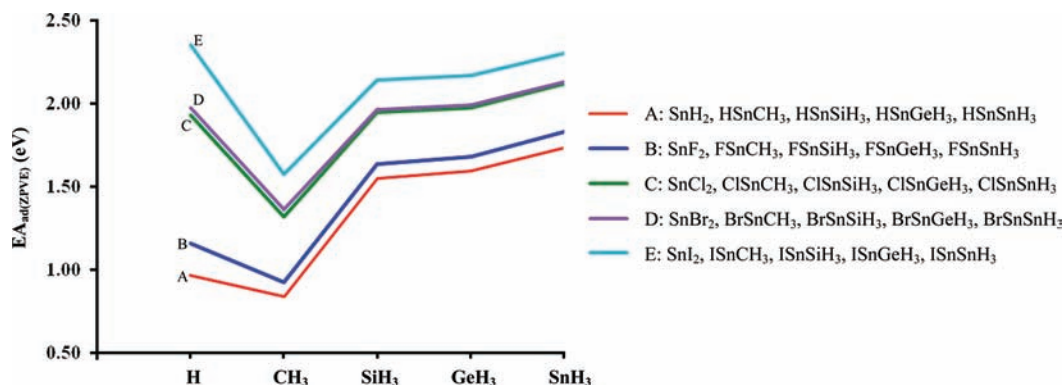 2.50
2.00
1.50
1.00
0.50
EA_ad(ZPVE) (eV)
E
D
C
B
A
H CH₃ SiH₃ GeH₃ SnH₃
A: SnH₂, HSnCH₃, HSnSiH₃, HSnGeH₃, HSnSnH₃
B: SnF₂, FSnCH₃, FSnSiH₃, FSnGeH₃, FSnSnH₃
C: SnCl₂, ClSnCH₃, ClSnSiH₃, ClSnGeH₃, ClSnSnH₃
D: SnBr₂, BrSnCH₃, BrSnSiH₃, BrSnGeH₃, BrSnSnH₃
E: SnI₂, ISnCH₃, ISnSiH₃, ISnGeH₃, ISnSnH₃